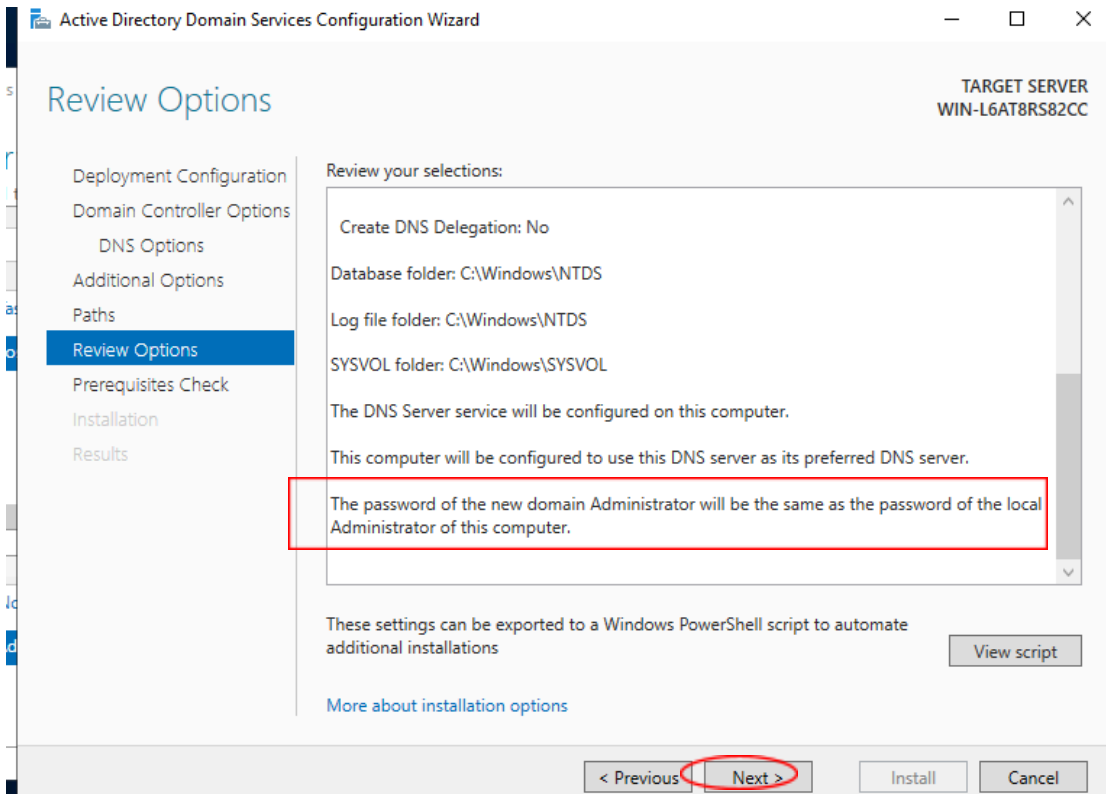 Active Directory Domain Services Configuration Wizard
Review Options
TARGET SERVER
WIN-L6AT8RS82CC
Deployment Configuration
Domain Controller Options
DNS Options
Additional Options
Paths
Review Options
Prerequisites Check
Installation
Results
Review your selections:
Create DNS Delegation: No
Database folder: C:\Windows\NTDS
Log file folder: C:\Windows\NTDS
SYSVOL folder: C:\Windows\SYSVOL
The DNS Server service will be configured on this computer.
This computer will be configured to use this DNS server as its preferred DNS server.
The password of the new domain Administrator will be the same as the password of the local
Administrator of this computer.
These settings can be exported to a Windows PowerShell script to automate
additional installations
View script
More about installation options
< Previous
Next >
Install
Cancel